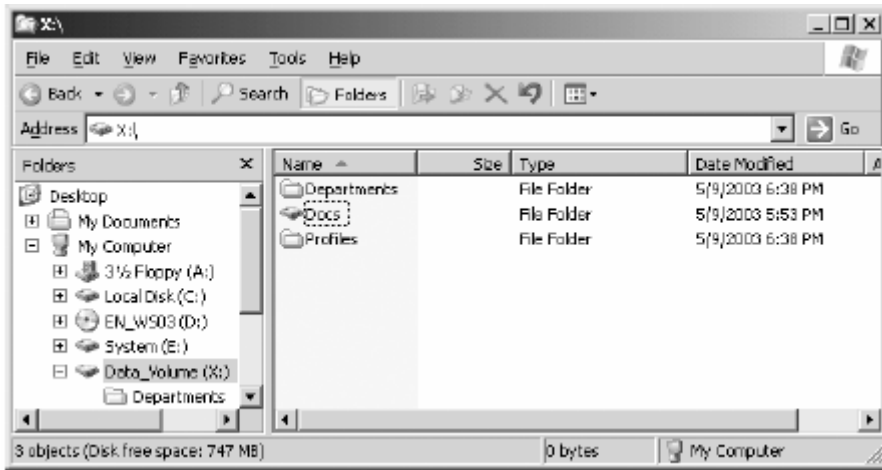 X:\
File Edit View Favorites Tools Help
Back Search Folders
Address X:\ Go
Folders
Name Size Type Date Modified
Desktop
My Documents
My Computer
3½ Floppy (A:)
Local Disk (C:)
EN_WS03 (D:)
System (E:)
Data_Volume (X:)
Departments
Departments File Folder 5/9/2003 6:38 PM
Docs File Folder 5/9/2003 5:53 PM
Profiles File Folder 5/9/2003 6:38 PM
3 objects (Disk free space: 747 MB) 0 bytes My Computer